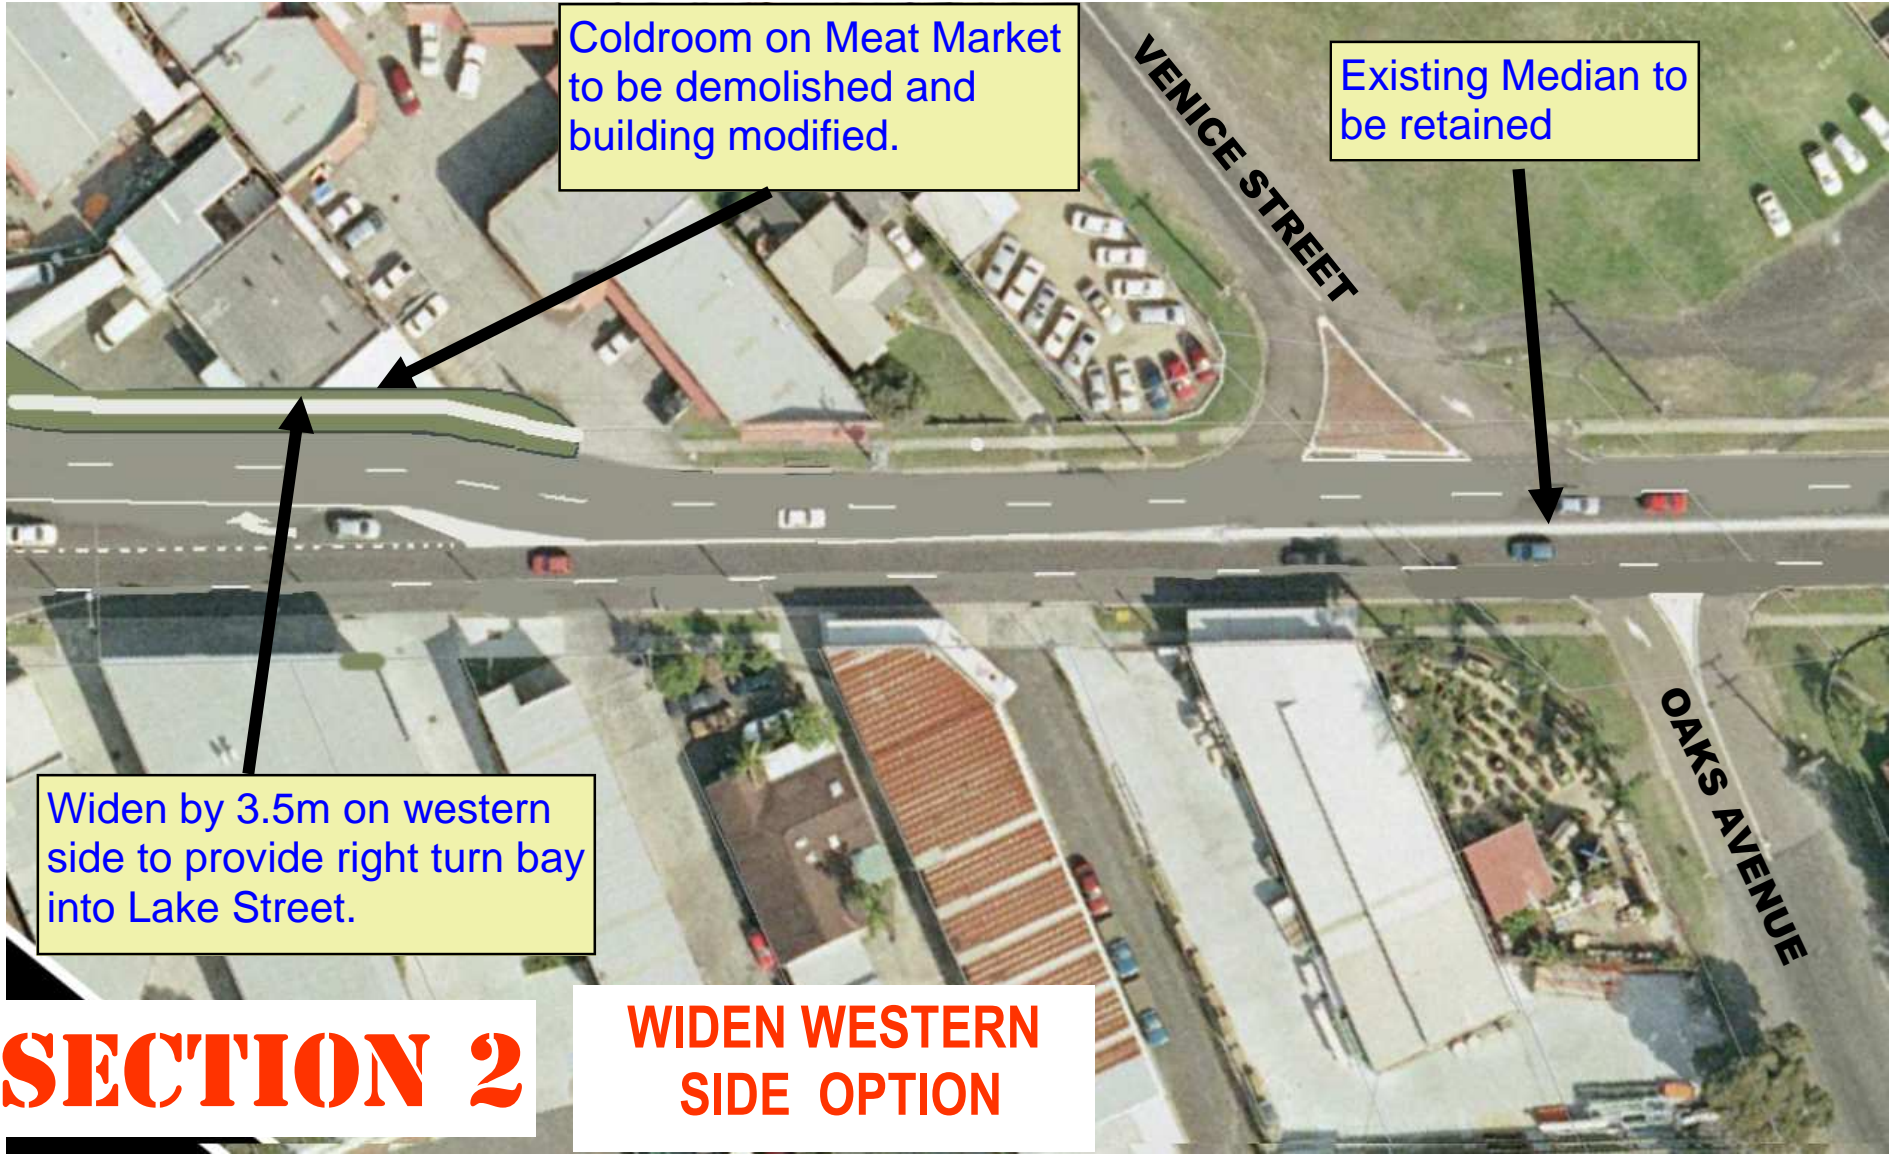 Coldroom on Meat Market
to be demolished and
building modified.
VENICE STREET
Existing Median to
be retained
Widen by 3.5m on western
side to provide right turn bay
into Lake Street.
OAKS AVENUE
SECTION 2
WIDEN WESTERN
SIDE OPTION